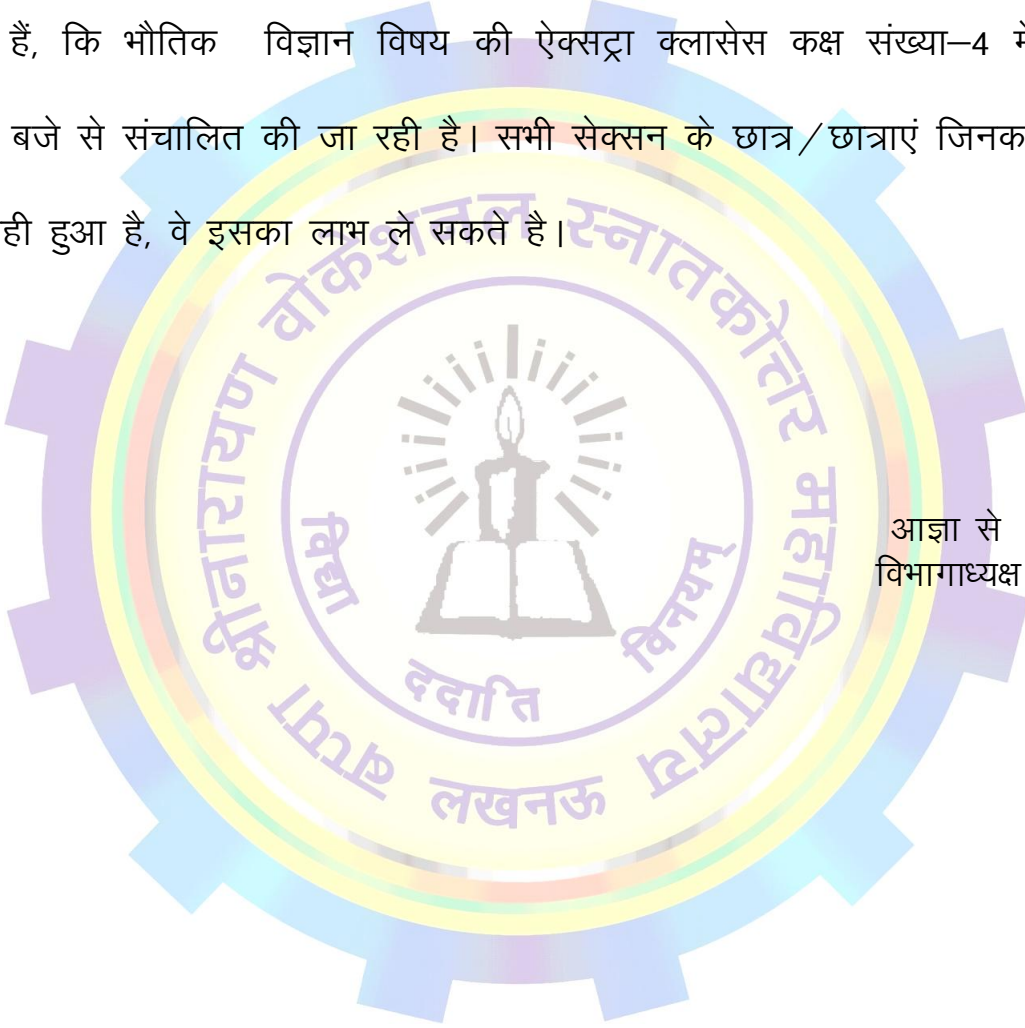 हैं, कि भौतिक विज्ञान विषय की ऐक्सट्रा क्लासेस कक्ष संख्या–4 में
बजे से संचालित की जा रही है। सभी सेक्सन के छात्र/छात्राएं जिनक
ही हुआ है, वे इसका लाभ ले सकते है।
बप्पा श्रीनारायण वोकेशनल स्नातकोत्तर महाविद्यालय लखनऊ
विद्या ददाति विनयम्
आज्ञा से
विभागाध्यक्ष